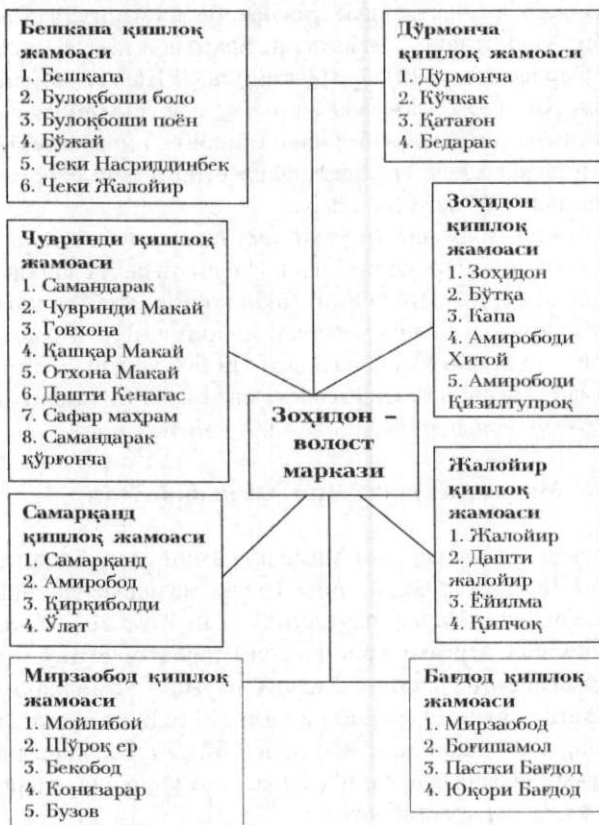 Бешкапа қишлоқ
жамоаси
1. Бешкапа
2. Булоқбоши боло
3. Булоқбоши поён
4. Бўжай
5. Чеки Насриддинбек
6. Чеки Жалойир
Дўрмонча
қишлоқ жамоаси
1. Дўрмонча
2. Кўчкак
3. Катағон
4. Бедарак
Чувринди қишлоқ
жамоаси
1. Самандарак
2. Чувринди Макай
3. Говхона
4. Қашқар Макай
5. Отхона Макай
6. Дашти Кенагас
7. Сафар махрам
8. Самандарак
қўрғонча
Зоҳидон
қишлоқ
жамоаси
1. Зоҳидон
2. Бўтқа
3. Капа
4. Амирободи
Хитой
5. Амирободи
Қизилтупроқ
Зоҳидон –
волост
маркази
Самарқанд
қишлоқ жамоаси
1. Самарқанд
2. Амиробод
3. Қирқиболди
4. Ўлат
Жалойир
қишлоқ
жамоаси
1. Жалойир
2. Дашти
жалойир
3. Ёйилма
4. Қипчоқ
Мирзаобод қишлоқ
жамоаси
1. Мойлибой
2. Шўроқ ер
3. Бекобод
4. Конизарар
5. Бузов
Бағдод қишлоқ
жамоаси
1. Мирзаобод
2. Боғишамол
3. Пастки Бағдод
4. Юқори Бағдод